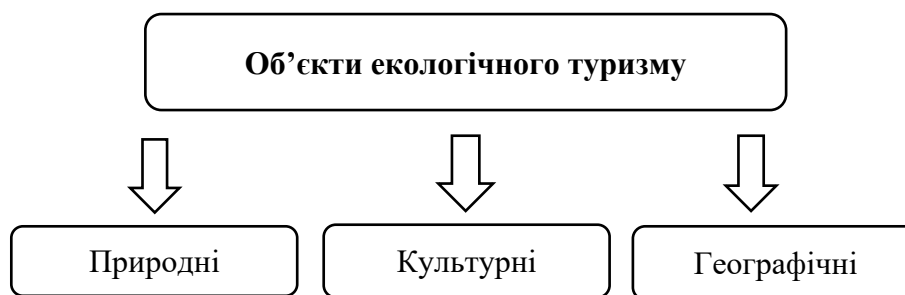 Об’єкти екологічного туризму
Природні
Культурні
Географічні